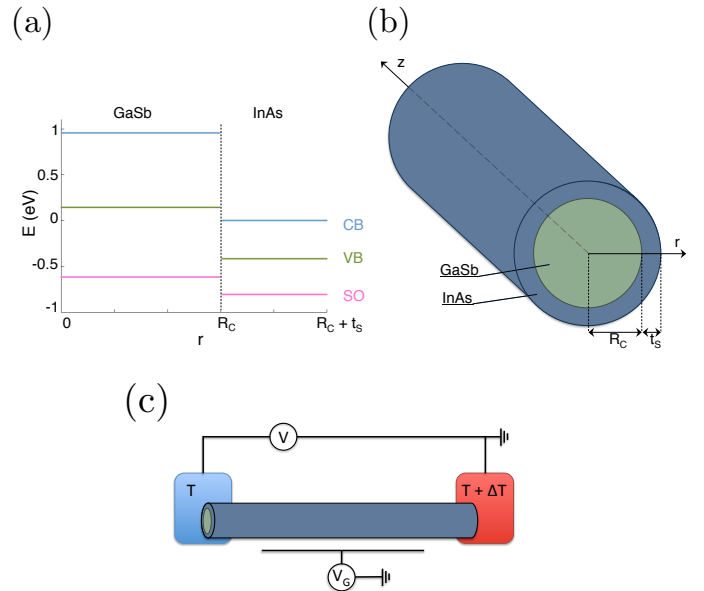 (a)
GaSb
InAs
1
0.5
0
-0.5
-1
E (eV)
CB
VB
SO
0
R_C
R_C + t_S
r
(b)
z
r
GaSb
InAs
R_C
t_S
(c)
V
T
T + ΔT
V_G